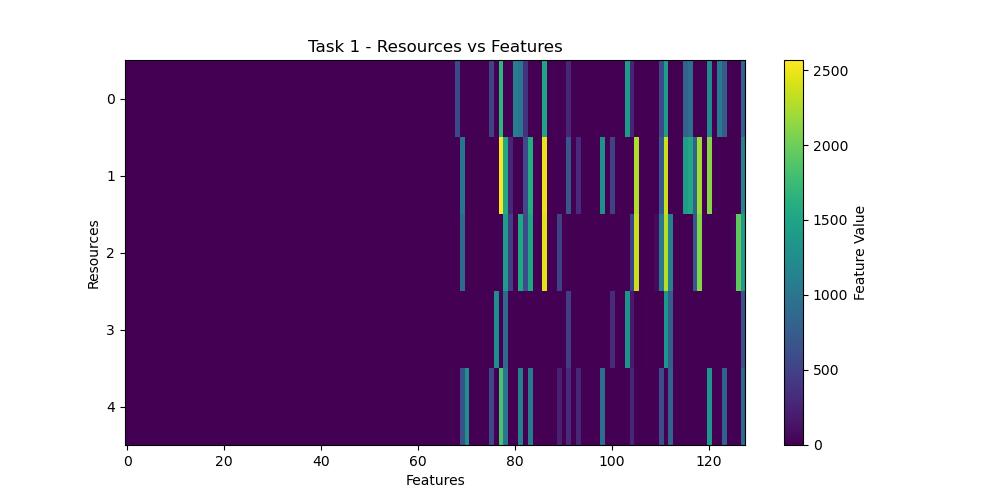 Task 1 - Resources vs Features
Resources
0
1
2
3
4
0 20 40 60 80 100 120
Features
2500
2000
1500
1000
500
0
Feature Value